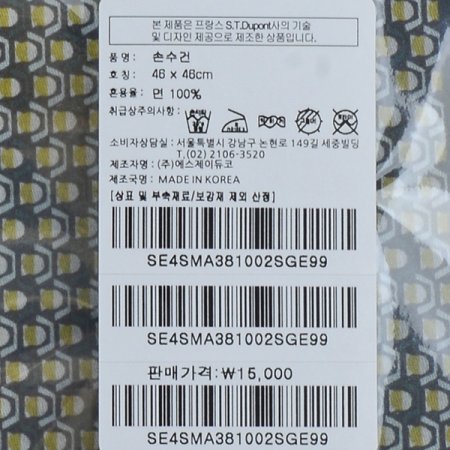 본 제품은 프랑스 S.T.Dupont사의 기술
및 디자인 제공으로 제조한 상품입니다.
품 명: 손수건
호 칭: 46 × 46cm
혼용율: 면 100%
취급상주의사항:
소비자상담실: 서울특별시 강남구 논현로 149길 세중빌딩
T.(02) 2106-3520
제조자명: (주)에스제이듀코
제조국명: MADE IN KOREA
[상표 및 부속재료/보강재 제외 산정]
SE4SMA381002SGE99
SE4SMA381002SGE99
판매가격:₩15,000
SE4SMA381002SGE99